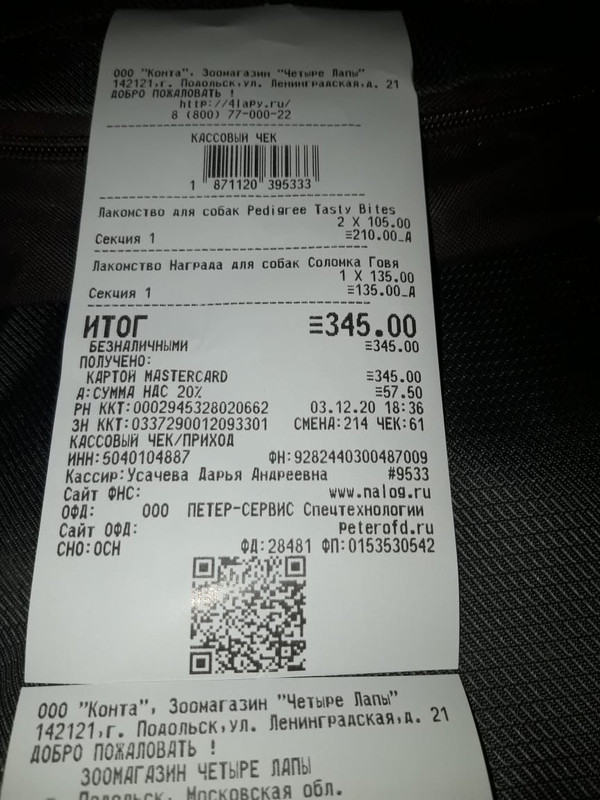 ООО "Конта", Зоомагазин "Четыре Лапы"
142121,г. Подольск,ул. Ленинградская,д. 21
ДОБРО ПОЖАЛОВАТЬ !
http://4lapy.ru/
8 (800) 77-000-22
КАССОВЫЙ ЧЕК
1 871120 395333
Лакомство для собак Pedigree Tasty Bites
2 X 105.00
Секция 1 ≡210.00_А
Лакомство Награда для собак Солонка Говя
1 X 135.00
Секция 1 ≡135.00_А
ИТОГ ≡345.00
БЕЗНАЛИЧНЫМИ ≡345.00
ПОЛУЧЕНО:
КАРТОЙ MASTERCARD ≡345.00
А:СУММА НДС 20% ≡57.50
РН ККТ:0002945328020662 03.12.20 18:36
ЗН ККТ:0337290012093301 СМЕНА:214 ЧЕК:61
КАССОВЫЙ ЧЕК/ПРИХОД
ИНН:5040104887 ФН:9282440300487009
Кассир:Усачева Дарья Андреевна #9533
Сайт ФНС: www.nalog.ru
ОФД: ООО ПЕТЕР-СЕРВИС Спецтехнологии
Сайт ОФД: peterofd.ru
СНО:ОСН ФД:28481 ФП:0153530542
ООО "Конта", Зоомагазин "Четыре Лапы"
142121,г. Подольск,ул. Ленинградская,д. 21
ДОБРО ПОЖАЛОВАТЬ !
ЗООМАГАЗИН ЧЕТЫРЕ ЛАПЫ
Подольск, Московская обл.